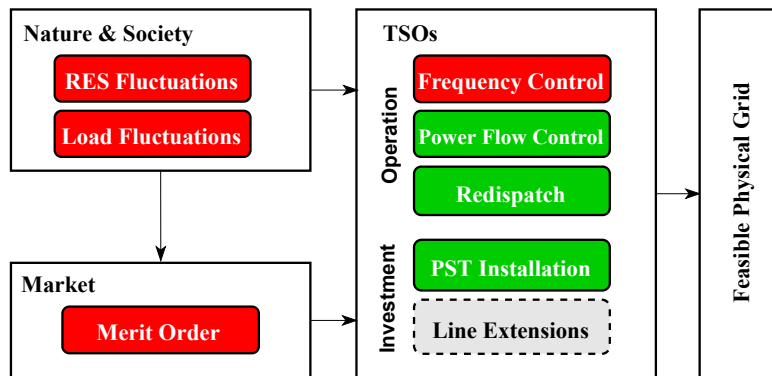 Nature & Society
RES Fluctuations
Load Fluctuations
Market
Merit Order
TSOs
Operation
Frequency Control
Power Flow Control
Redispatch
Investment
PST Installation
Line Extensions
Feasible Physical Grid